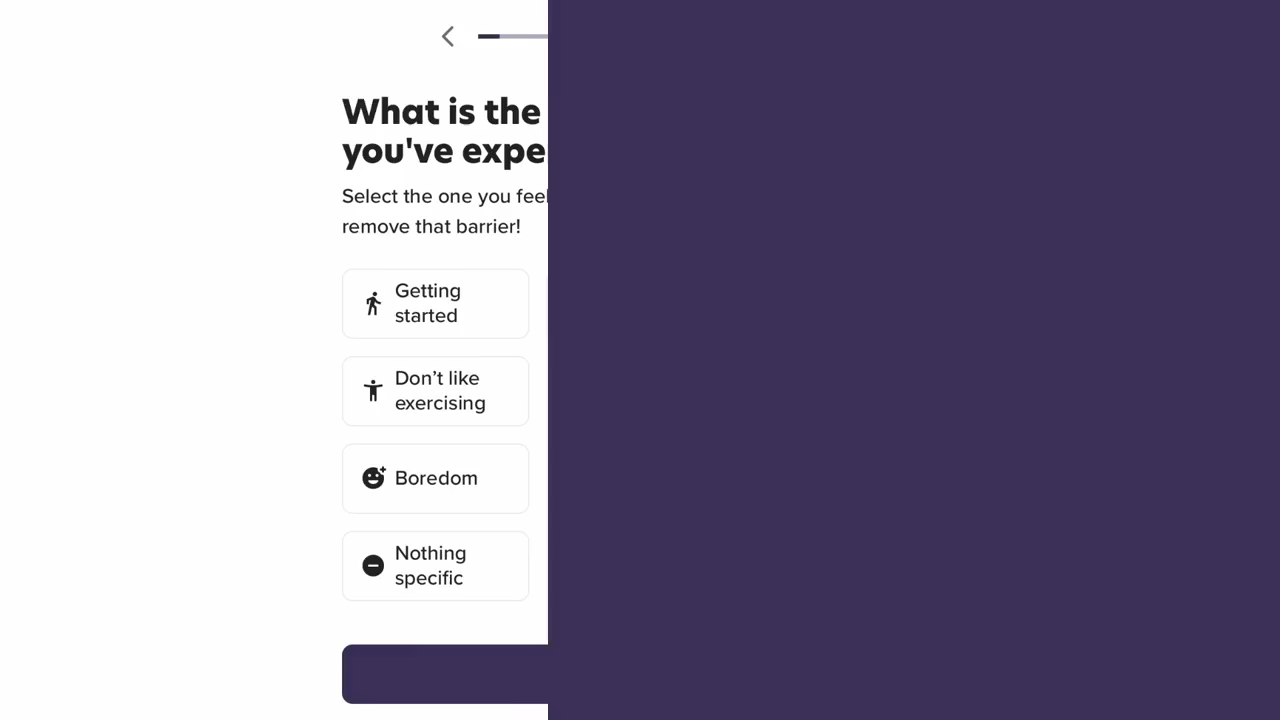 What is the
you've expe
Select the one you feel
remove that barrier!
Getting
started
Don’t like
exercising
Boredom
Nothing
specific